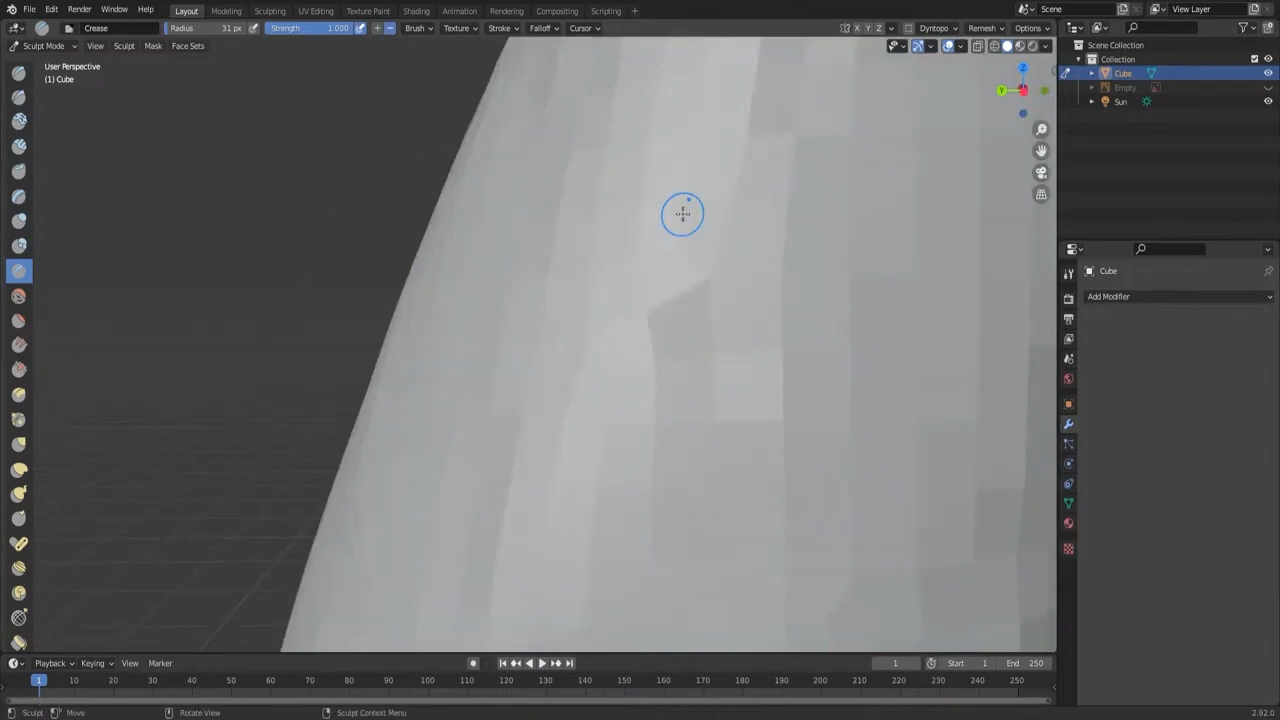 File Edit Render Window Help Layout Modeling Sculpting UV Editing Texture Paint Shading Animation Rendering Compositing Scripting + Scene View Layer
Crease Radius 31 px Strength 1.000 + − Brush Texture Stroke Falloff Cursor X Y Z Dyntopo Remesh Options
Sculpt Mode View Sculpt Mask Face Sets
Scene Collection
Collection
Cube
Empty
Sun
User Perspective
(1) Cube
Z
Y
Cube
Add Modifier
Playback Keying View Marker 1 Start 1 End 250
1 10 20 30 40 50 60 70 80 90 100 110 120 130 140 150 160 170 180 190 200 210 220 230 240 250
Sculpt Move Rotate View Sculpt Context Menu 2.92.0